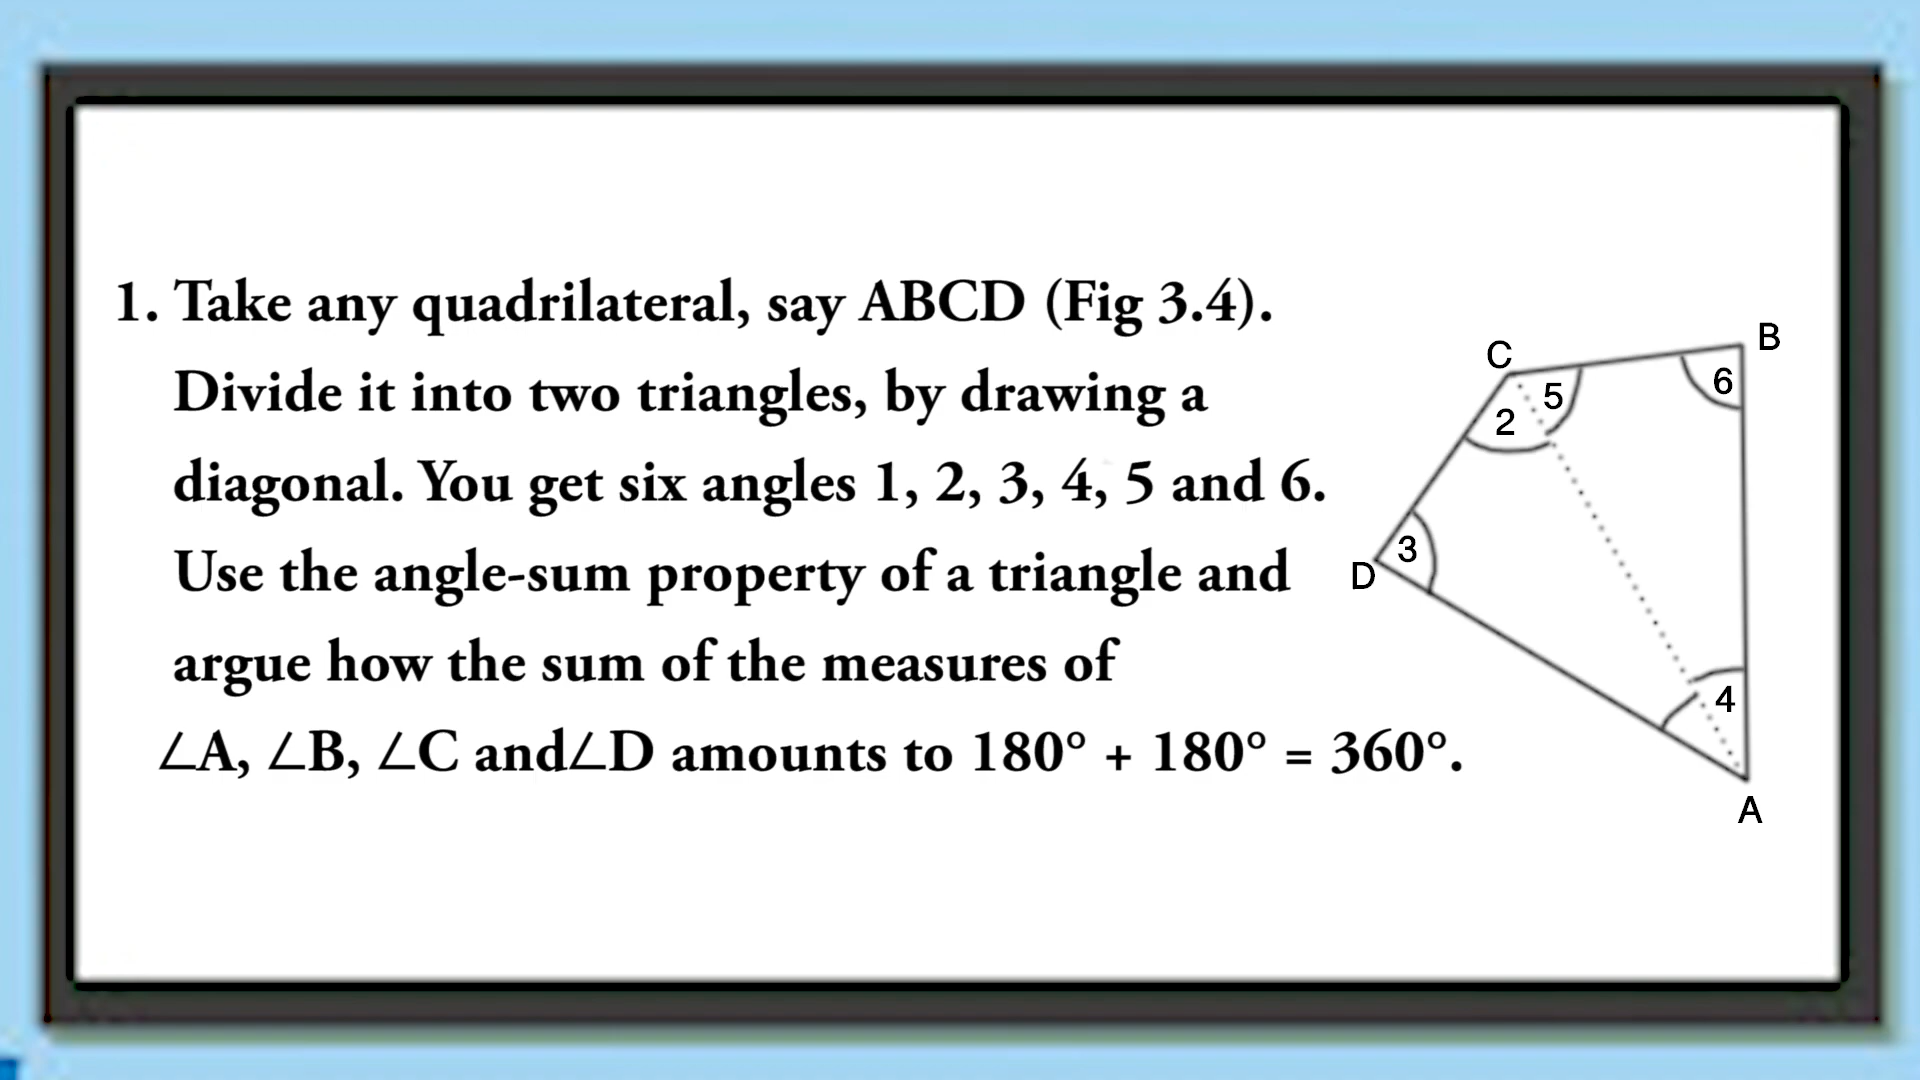 1. Take any quadrilateral, say ABCD (Fig 3.4).
Divide it into two triangles, by drawing a
diagonal. You get six angles 1, 2, 3, 4, 5 and 6.
Use the angle-sum property of a triangle and
argue how the sum of the measures of
∠A, ∠B, ∠C and∠D amounts to 180° + 180° = 360°.
B
C
6
5
2
3
D
4
A